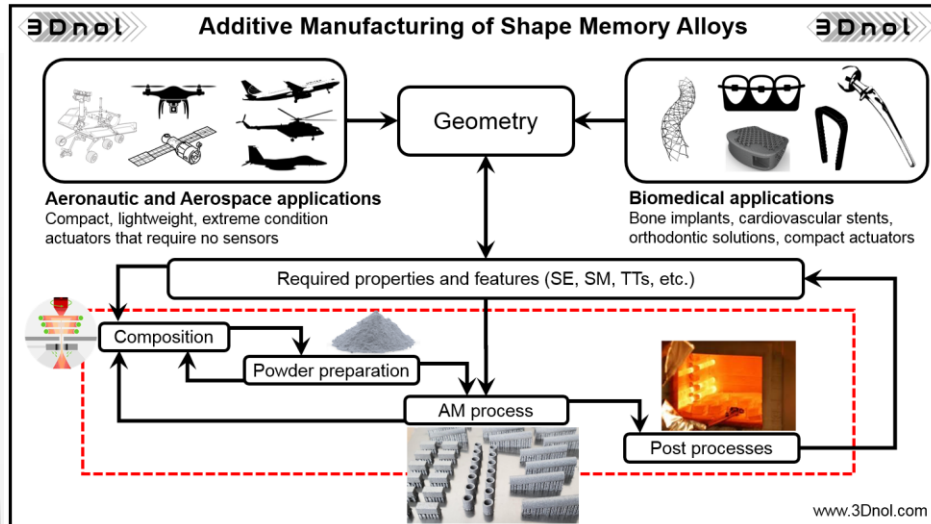 3Dnol
Additive Manufacturing of Shape Memory Alloys
3Dnol
Geometry
Aeronautic and Aerospace applications
Compact, lightweight, extreme condition
actuators that require no sensors
Biomedical applications
Bone implants, cardiovascular stents,
orthodontic solutions, compact actuators
Required properties and features (SE, SM, TTs, etc.)
Composition
Powder preparation
AM process
Post processes
www.3Dnol.com